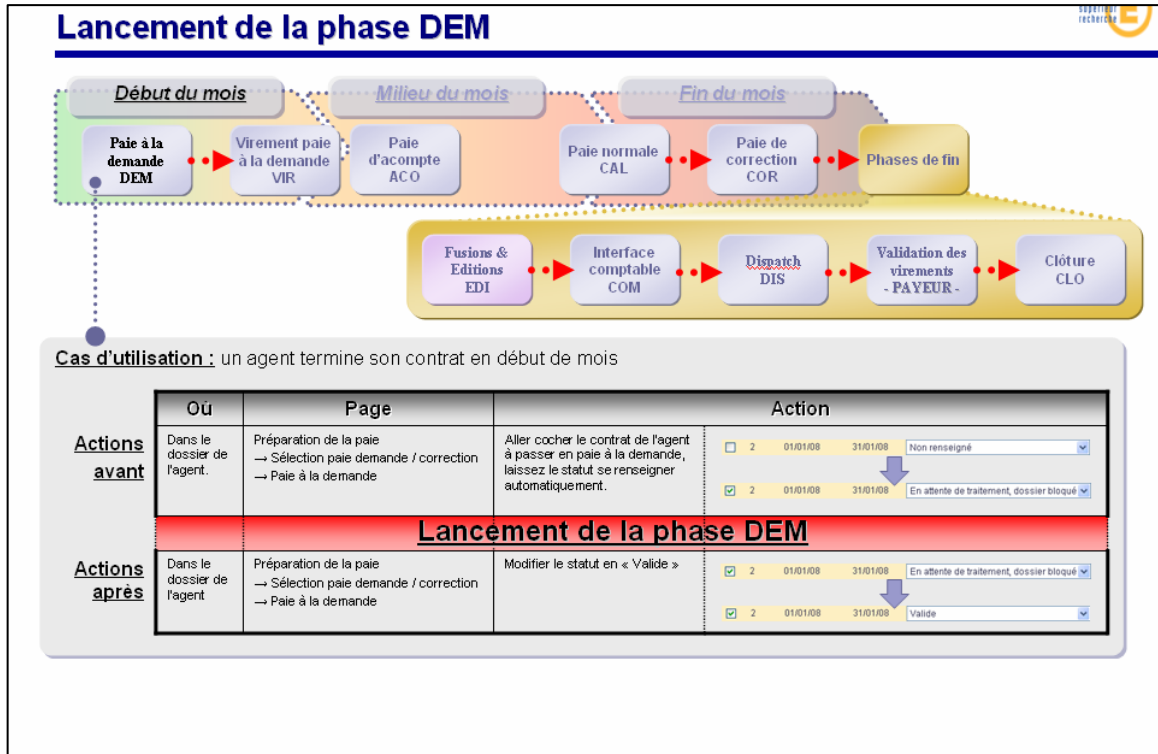 supérieur
recherche
Lancement de la phase DEM
Début du mois
Milieu du mois
Fin du mois
Paie à la
demande
DEM
Virement paie
à la demande
VIR
Paie
d'acompte
ACO
Paie normale
CAL
Paie de
correction
COR
Phases de fin
Fusions &
Editions
EDI
Interface
comptable
COM
Dispatch
DIS
Validation des
virements
- PAYEUR -
Clôture
CLO
Cas d'utilisation : un agent termine son contrat en début de mois
Où
Page
Action
Actions
avant
Dans le
dossier de
l'agent.
Préparation de la paie
→ Sélection paie demande / correction
→ Paie à la demande
Aller cocher le contrat de l'agent
à passer en paie à la demande,
laissez le statut se renseigner
automatiquement.
2 01/01/08 31/01/08 Non renseigné
2 01/01/08 31/01/08 En attente de traitement, dossier bloqué
Lancement de la phase DEM
Actions
après
Dans le
dossier de
l'agent
Préparation de la paie
→ Sélection paie demande / correction
→ Paie à la demande
Modifier le statut en « Valide »
2 01/01/08 31/01/08 En attente de traitement, dossier bloqué
2 01/01/08 31/01/08 Valide